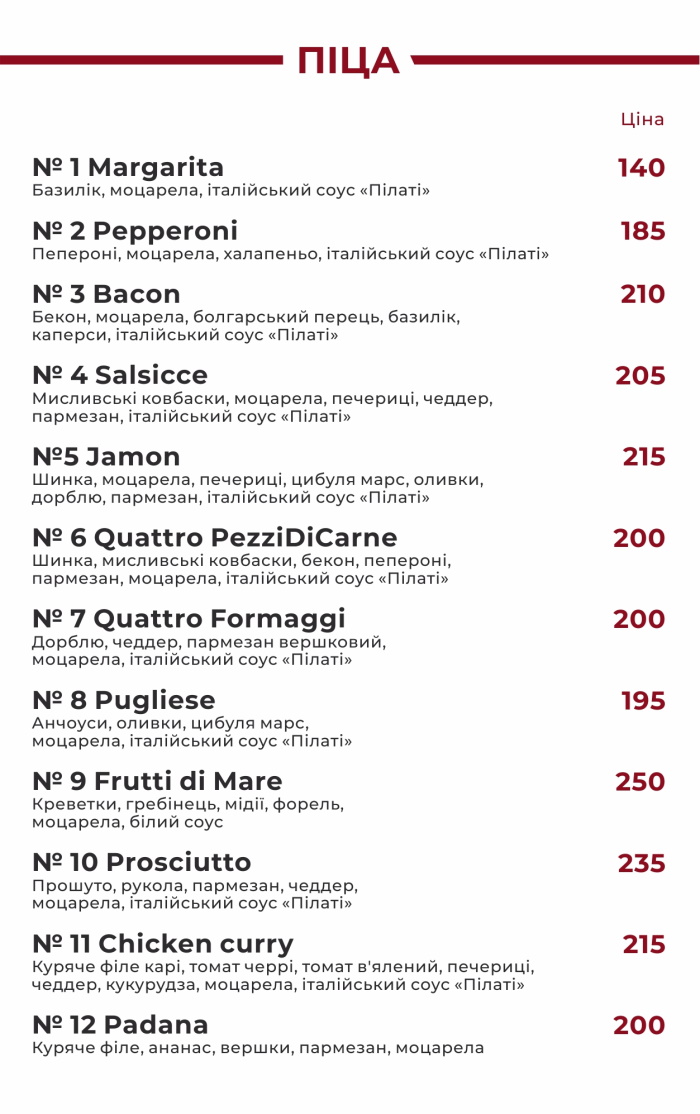 ПІЦА
Ціна
№ 1 Margarita 140
Базилік, моцарела, італійський соус «Пілаті»
№ 2 Pepperoni 185
Пепероні, моцарела, халапеньо, італійський соус «Пілаті»
№ 3 Bacon 210
Бекон, моцарела, болгарський перець, базилік,
каперси, італійський соус «Пілаті»
№ 4 Salsicce 205
Мисливські ковбаски, моцарела, печериці, чеддер,
пармезан, італійський соус «Пілаті»
№5 Jamon 215
Шинка, моцарела, печериці, цибуля марс, оливки,
дорблю, пармезан, італійський соус «Пілаті»
№ 6 Quattro PezziDiCarne 200
Шинка, мисливські ковбаски, бекон, пепероні,
пармезан, моцарела, італійський соус «Пілаті»
№ 7 Quattro Formaggi 200
Дорблю, чеддер, пармезан вершковий,
моцарела, італійський соус «Пілаті»
№ 8 Pugliese 195
Анчоуси, оливки, цибуля марс,
моцарела, італійський соус «Пілаті»
№ 9 Frutti di Mare 250
Креветки, гребінець, мідії, форель,
моцарела, білий соус
№ 10 Prosciutto 235
Прошуто, рукола, пармезан, чеддер,
моцарела, італійський соус «Пілаті»
№ 11 Chicken curry 215
Куряче філе карі, томат черрі, томат в'ялений, печериці,
чеддер, кукурудза, моцарела, італійський соус «Пілаті»
№ 12 Padana 200
Куряче філе, ананас, вершки, пармезан, моцарела